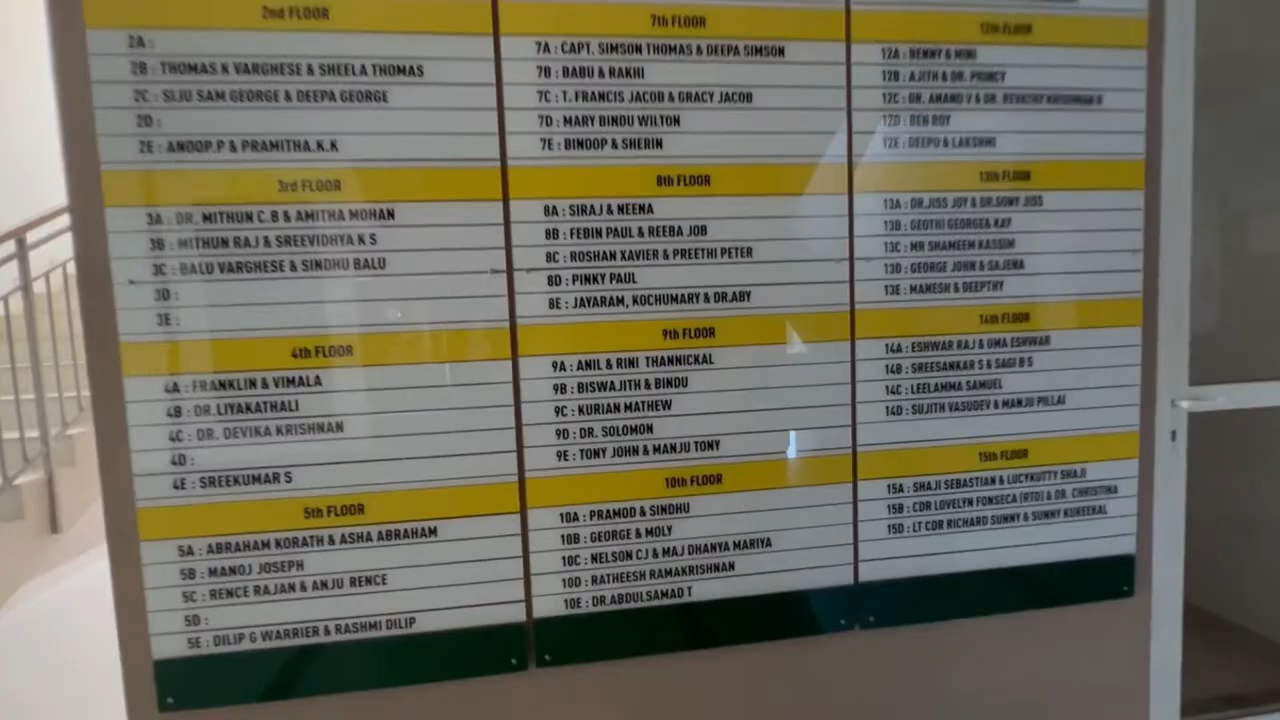 2nd FLOOR
2A :
2B : THOMAS K VARGHESE & SHEELA THOMAS
2C : SIJU SAM GEORGE & DEEPA GEORGE
2D :
2E : ANOOP.P & PRAMITHA.K.K
3rd FLOOR
3A : DR. MITHUN C.B & AMITHA MOHAN
3B : MITHUN RAJ & SREEVIDHYA K S
3C : BALU VARGHESE & SINDHU BALU
3D :
3E :
4th FLOOR
4A : FRANKLIN & VIMALA
4B : DR.LIYAKATHALI
4C : DR. DEVIKA KRISHNAN
4D :
4E : SREEKUMAR S
5th FLOOR
5A : ABRAHAM KORATH & ASHA ABRAHAM
5B : MANOJ JOSEPH
5C : RENCE RAJAN & ANJU RENCE
5D :
5E : DILIP G WARRIER & RASHMI DILIP
7th FLOOR
7A : CAPT. SIMSON THOMAS & DEEPA SIMSON
7B : BABU & RAKHI
7C : T. FRANCIS JACOB & GRACY JACOB
7D : MARY BINDU WILTON
7E : BINOOP & SHERIN
8th FLOOR
8A : SIRAJ & NEENA
8B : FEBIN PAUL & REEBA JOB
8C : ROSHAN XAVIER & PREETHI PETER
8D : PINKY PAUL
8E : JAYARAM, KOCHUMARY & DR.ABY
9th FLOOR
9A : ANIL & RINI THANNICKAL
9B : BISWAJITH & BINDU
9C : KURIAN MATHEW
9D : DR. SOLOMON
9E : TONY JOHN & MANJU TONY
10th FLOOR
10A : PRAMOD & SINDHU
10B : GEORGE & MOLY
10C : NELSON CJ & MAJ DHANYA MARIYA
10D : RATHEESH RAMAKRISHNAN
10E : DR.ABDULSAMAD T
12th FLOOR
12A : BENNY & MINI
12B : AJITH & DR. PRINCY
12C : DR. ANAND V & DR. REVATHY KRISHNAN
12D : BEN ROY
12E : DEEPU & LAKSHMI
13th FLOOR
13A : DR.JISS JOY & DR.SONY JISS
13B : GEOTHI GEORGE& KAY
13C : MR SHAMEEM KASSIM
13D : GEORGE JOHN & SAJENA
13E : MAHESH & DEEPTHY
14th FLOOR
14A : ESHWAR RAJ & UMA ESHWAR
14B : SREESANKAR S & SAGI B S
14C : LEELAMMA SAMUEL
14D : SUJITH VASUDEV & MANJU PILLAI
15th FLOOR
15A : SHAJI SEBASTIAN & LUCYKUTTY SHAJI
15B : CDR LOVELYN FONSECA (RTD) & DR. CHRISTINA
15D : LT CDR RICHARD SUNNY & SUNNY